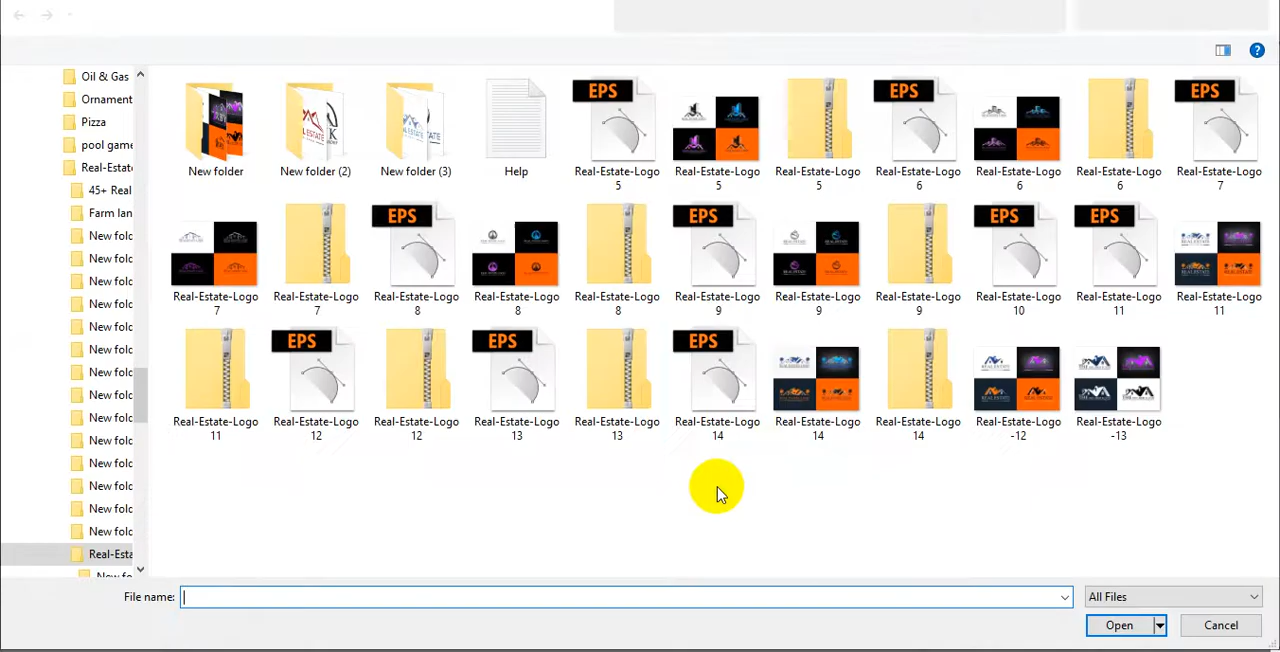 Oil & Gas
Ornament
Pizza
pool game
Real-Estate
45+ Real
Farm lan
New fold
New fold
New fold
New fold
New fold
New fold
New fold
New fold
New fold
New fold
New fold
New fold
New fold
New fold
Real-Esta
New fo
New folder
New folder (2)
New folder (3)
Help
EPS
Real-Estate-Logo
5
Real-Estate-Logo
5
Real-Estate-Logo
5
EPS
Real-Estate-Logo
6
Real-Estate-Logo
6
Real-Estate-Logo
6
EPS
Real-Estate-Logo
7
Real-Estate-Logo
7
Real-Estate-Logo
7
EPS
Real-Estate-Logo
8
Real-Estate-Logo
8
Real-Estate-Logo
8
EPS
Real-Estate-Logo
9
Real-Estate-Logo
9
Real-Estate-Logo
9
EPS
Real-Estate-Logo
10
EPS
Real-Estate-Logo
11
Real-Estate-Logo
11
Real-Estate-Logo
11
EPS
Real-Estate-Logo
12
Real-Estate-Logo
12
EPS
Real-Estate-Logo
13
Real-Estate-Logo
13
EPS
Real-Estate-Logo
14
Real-Estate-Logo
14
Real-Estate-Logo
14
Real-Estate-Logo
-12
Real-Estate-Logo
-13
File name:
All Files
Open
Cancel